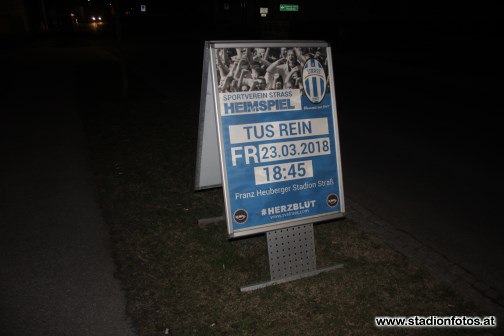 SPORTVEREIN STRASS
HEIMSPIEL
STRASS
TUS REIN
FR 23.03.2018
18:45
Franz Heuberger Stadion Straß
#HERZBLUT
www.stadionfotos.at